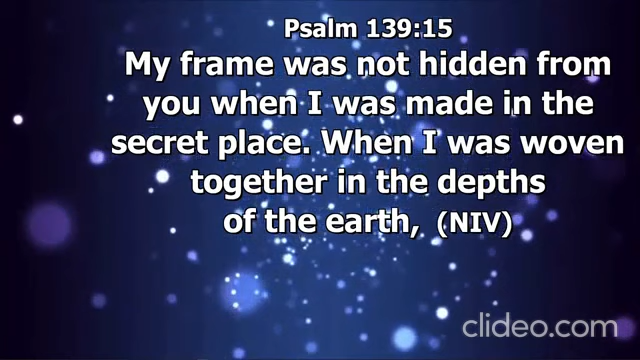 Psalm 139:15
My frame was not hidden from
you when I was made in the
secret place. When I was woven
together in the depths
of the earth, (NIV)
clideo.com